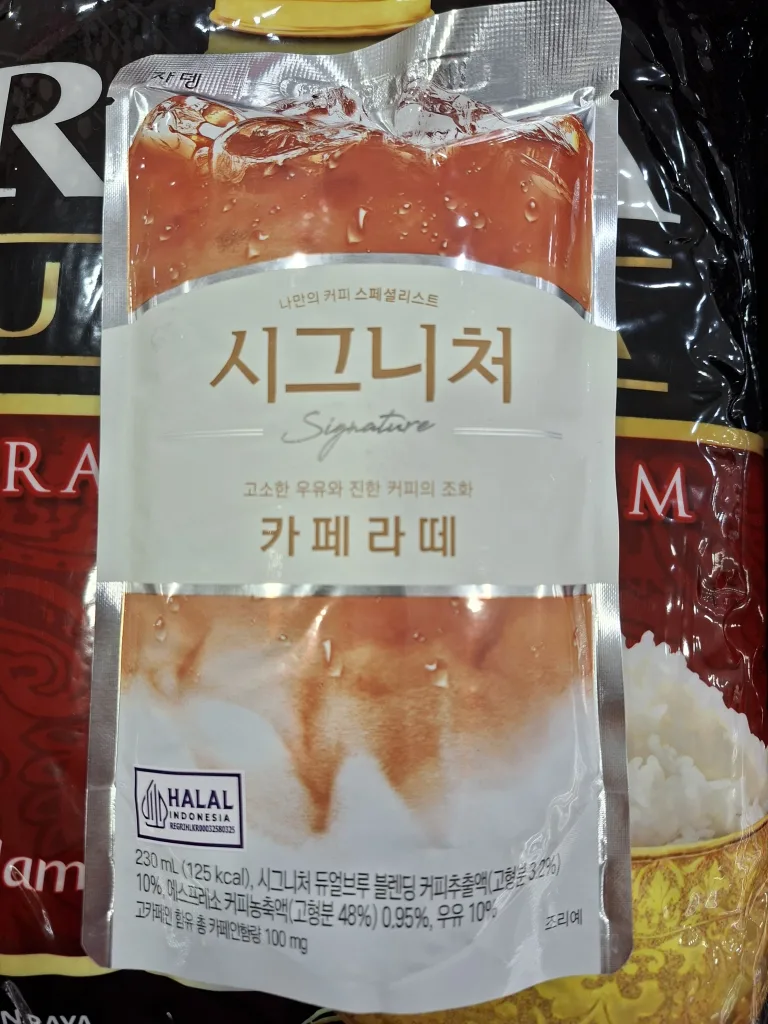 쟈뎅
나만의 커피 스페셜리스트
시그니처
Signature
고소한 우유와 진한 커피의 조화
카페라떼
HALAL
INDONESIA
230 mL (125 kcal), 시그니처 듀얼브루 블렌딩 커피추출액(고형분 3.2%)
10%, 에스프레소 커피농축액(고형분 48%) 0.95%, 우유 10%
고카페인 함유 총 카페인함량 100 mg
조리예
R
A
U
RA
M
lam
N RAYA